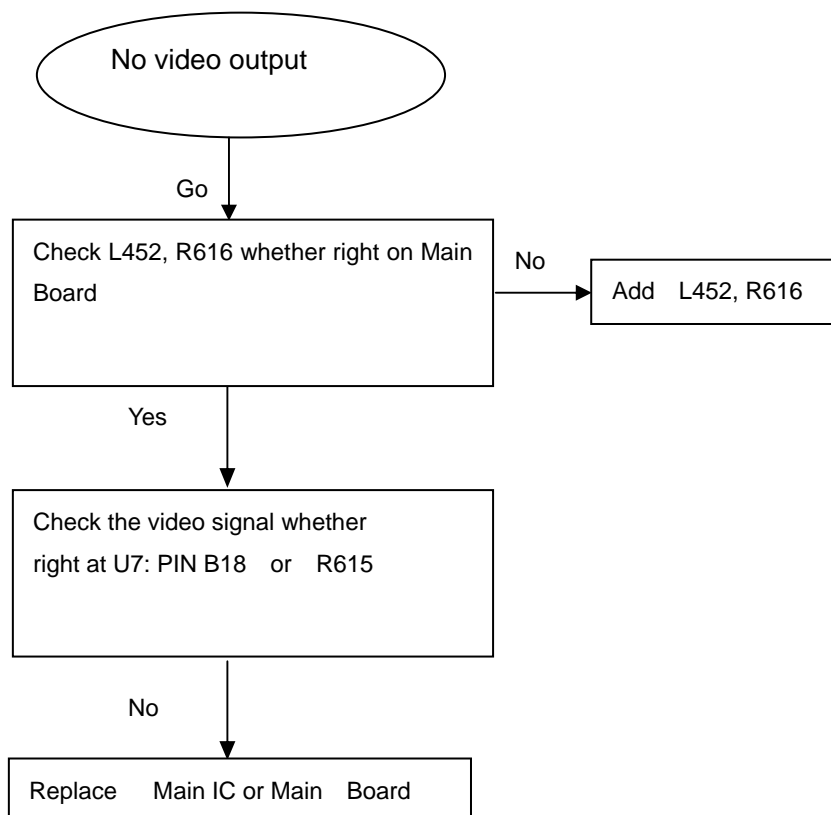 No video output
Go
Check L452, R616 whether right on Main
Board
No
Add L452, R616
Yes
Check the video signal whether
right at U7: PIN B18 or R615
No
Replace Main IC or Main Board